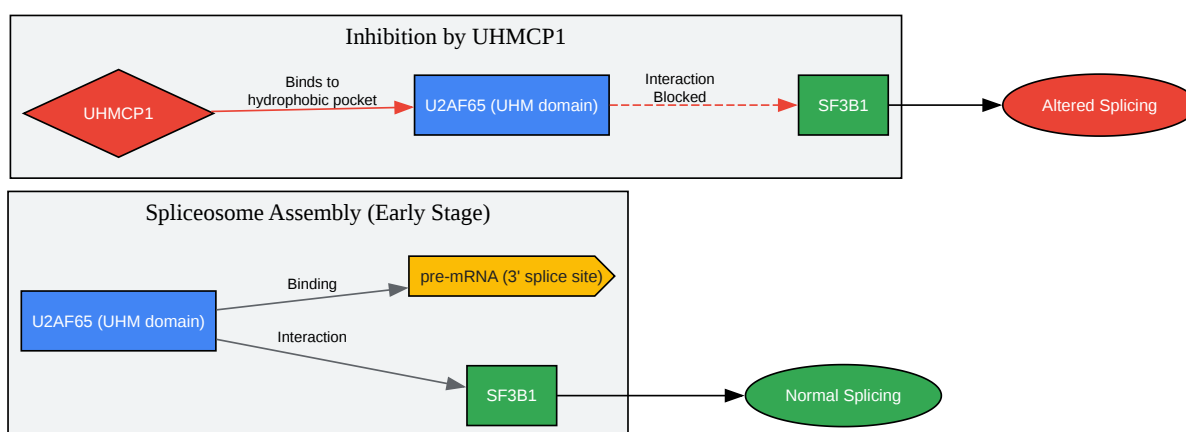 Inhibition by UHMCP1
UHMCP1
Binds to
hydrophobic pocket
U2AF65 (UHM domain)
Interaction
Blocked
SF3B1
Altered Splicing
Spliceosome Assembly (Early Stage)
U2AF65 (UHM domain)
Binding
pre-mRNA (3' splice site)
Interaction
SF3B1
Normal Splicing